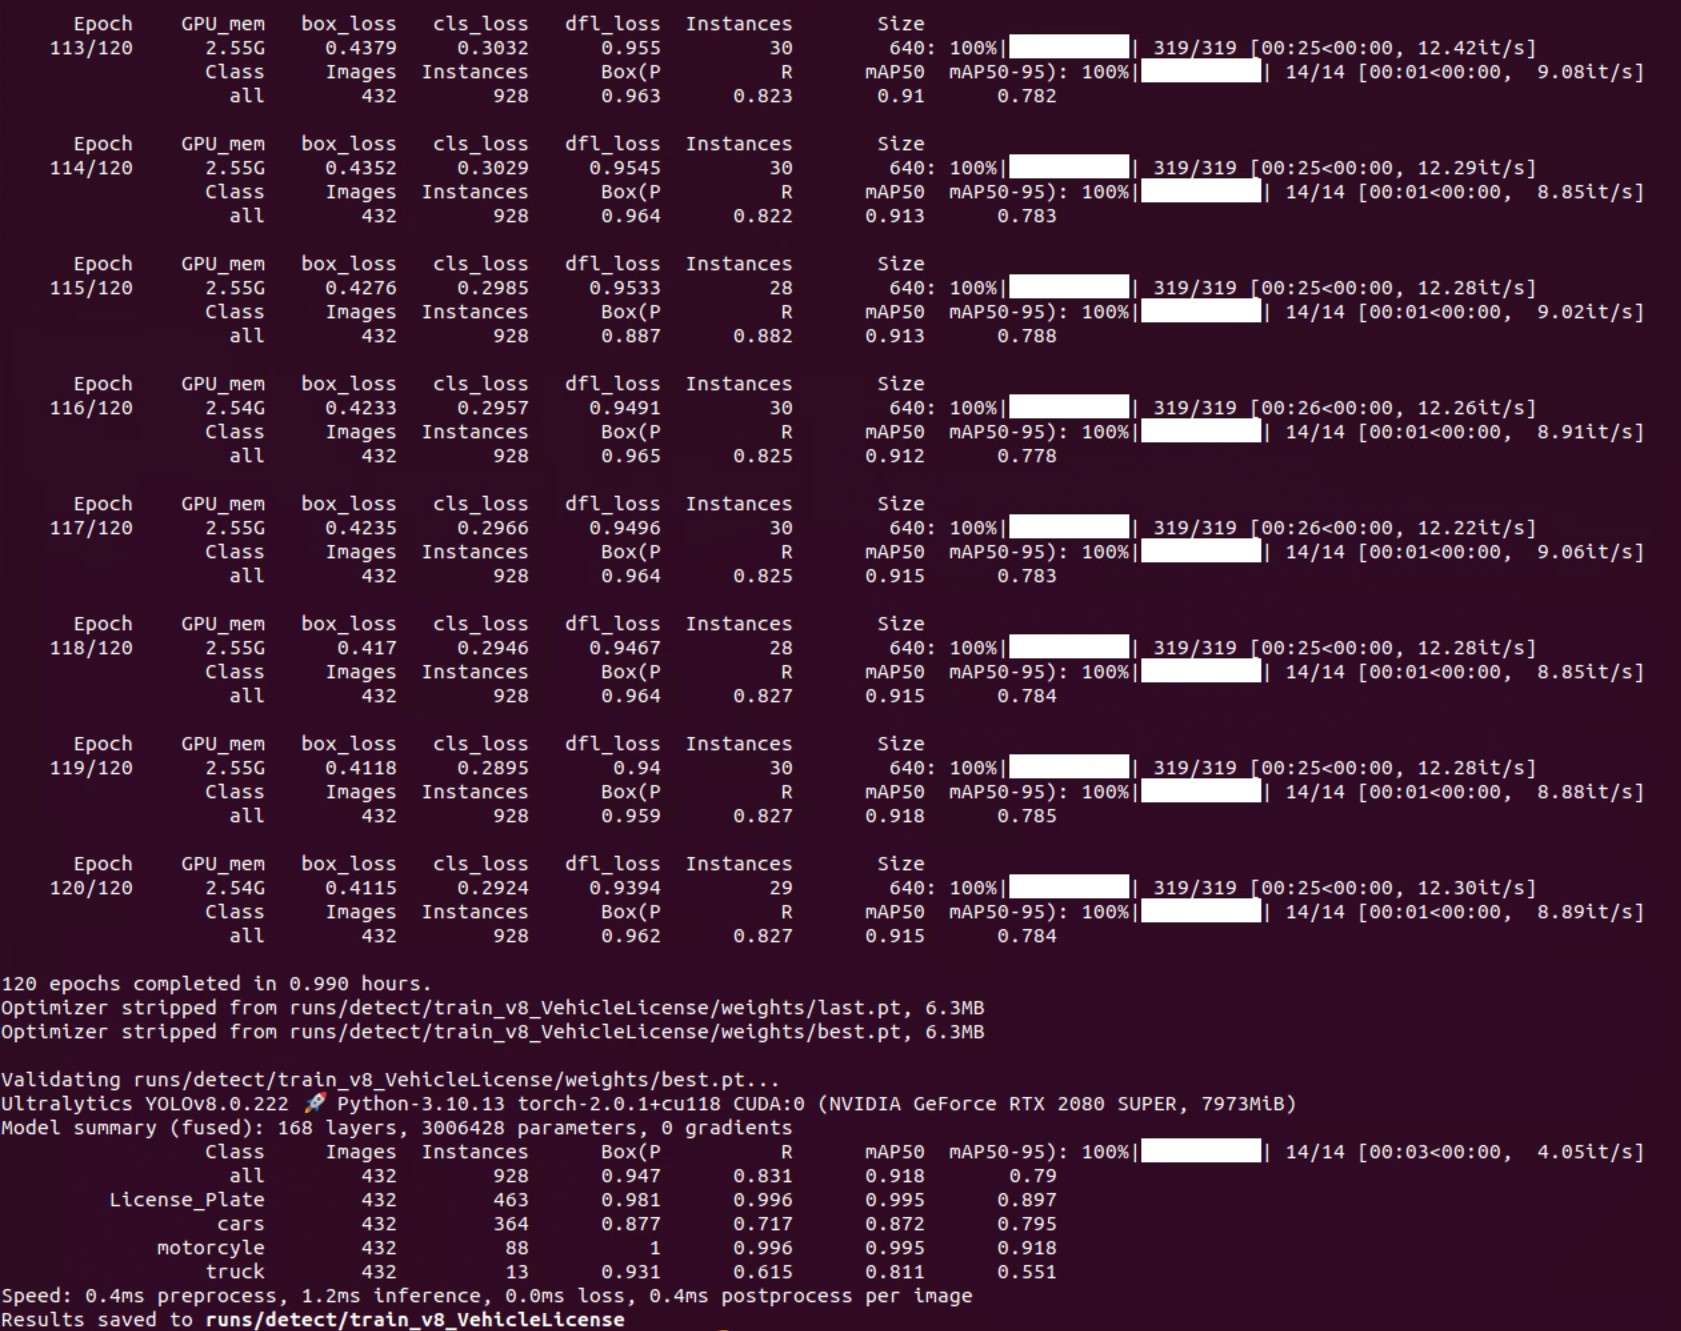 Epoch GPU_mem box_loss cls_loss dfl_loss Instances Size
113/120 2.55G 0.4379 0.3032 0.955 30 640: 100%| | 319/319 [00:25<00:00, 12.42it/s]
Class Images Instances Box(P R mAP50 mAP50-95): 100%| | 14/14 [00:01<00:00, 9.08it/s]
all 432 928 0.963 0.823 0.91 0.782
Epoch GPU_mem box_loss cls_loss dfl_loss Instances Size
114/120 2.55G 0.4352 0.3029 0.9545 30 640: 100%| | 319/319 [00:25<00:00, 12.29it/s]
Class Images Instances Box(P R mAP50 mAP50-95): 100%| | 14/14 [00:01<00:00, 8.85it/s]
all 432 928 0.964 0.822 0.913 0.783
Epoch GPU_mem box_loss cls_loss dfl_loss Instances Size
115/120 2.55G 0.4276 0.2985 0.9533 28 640: 100%| | 319/319 [00:25<00:00, 12.28it/s]
Class Images Instances Box(P R mAP50 mAP50-95): 100%| | 14/14 [00:01<00:00, 9.02it/s]
all 432 928 0.887 0.882 0.913 0.788
Epoch GPU_mem box_loss cls_loss dfl_loss Instances Size
116/120 2.54G 0.4233 0.2957 0.9491 30 640: 100%| | 319/319 [00:26<00:00, 12.26it/s]
Class Images Instances Box(P R mAP50 mAP50-95): 100%| | 14/14 [00:01<00:00, 8.91it/s]
all 432 928 0.965 0.825 0.912 0.778
Epoch GPU_mem box_loss cls_loss dfl_loss Instances Size
117/120 2.55G 0.4235 0.2966 0.9496 30 640: 100%| | 319/319 [00:26<00:00, 12.22it/s]
Class Images Instances Box(P R mAP50 mAP50-95): 100%| | 14/14 [00:01<00:00, 9.06it/s]
all 432 928 0.964 0.825 0.915 0.783
Epoch GPU_mem box_loss cls_loss dfl_loss Instances Size
118/120 2.55G 0.417 0.2946 0.9467 28 640: 100%| | 319/319 [00:25<00:00, 12.28it/s]
Class Images Instances Box(P R mAP50 mAP50-95): 100%| | 14/14 [00:01<00:00, 8.85it/s]
all 432 928 0.964 0.827 0.915 0.784
Epoch GPU_mem box_loss cls_loss dfl_loss Instances Size
119/120 2.55G 0.4118 0.2895 0.94 30 640: 100%| | 319/319 [00:25<00:00, 12.28it/s]
Class Images Instances Box(P R mAP50 mAP50-95): 100%| | 14/14 [00:01<00:00, 8.88it/s]
all 432 928 0.959 0.827 0.918 0.785
Epoch GPU_mem box_loss cls_loss dfl_loss Instances Size
120/120 2.54G 0.4115 0.2924 0.9394 29 640: 100%| | 319/319 [00:25<00:00, 12.30it/s]
Class Images Instances Box(P R mAP50 mAP50-95): 100%| | 14/14 [00:01<00:00, 8.89it/s]
all 432 928 0.962 0.827 0.915 0.784
120 epochs completed in 0.990 hours.
Optimizer stripped from runs/detect/train_v8_VehicleLicense/weights/last.pt, 6.3MB
Optimizer stripped from runs/detect/train_v8_VehicleLicense/weights/best.pt, 6.3MB
Validating runs/detect/train_v8_VehicleLicense/weights/best.pt...
Ultralytics YOLOv8.0.222 🚀 Python-3.10.13 torch-2.0.1+cu118 CUDA:0 (NVIDIA GeForce RTX 2080 SUPER, 7973MiB)
Model summary (fused): 168 layers, 3006428 parameters, 0 gradients
Class Images Instances Box(P R mAP50 mAP50-95): 100%| | 14/14 [00:03<00:00, 4.05it/s]
all 432 928 0.947 0.831 0.918 0.79
License_Plate 432 463 0.981 0.996 0.995 0.897
cars 432 364 0.877 0.717 0.872 0.795
motorcyle 432 88 1 0.996 0.995 0.918
truck 432 13 0.931 0.615 0.811 0.551
Speed: 0.4ms preprocess, 1.2ms inference, 0.0ms loss, 0.4ms postprocess per image
Results saved to runs/detect/train_v8_VehicleLicense